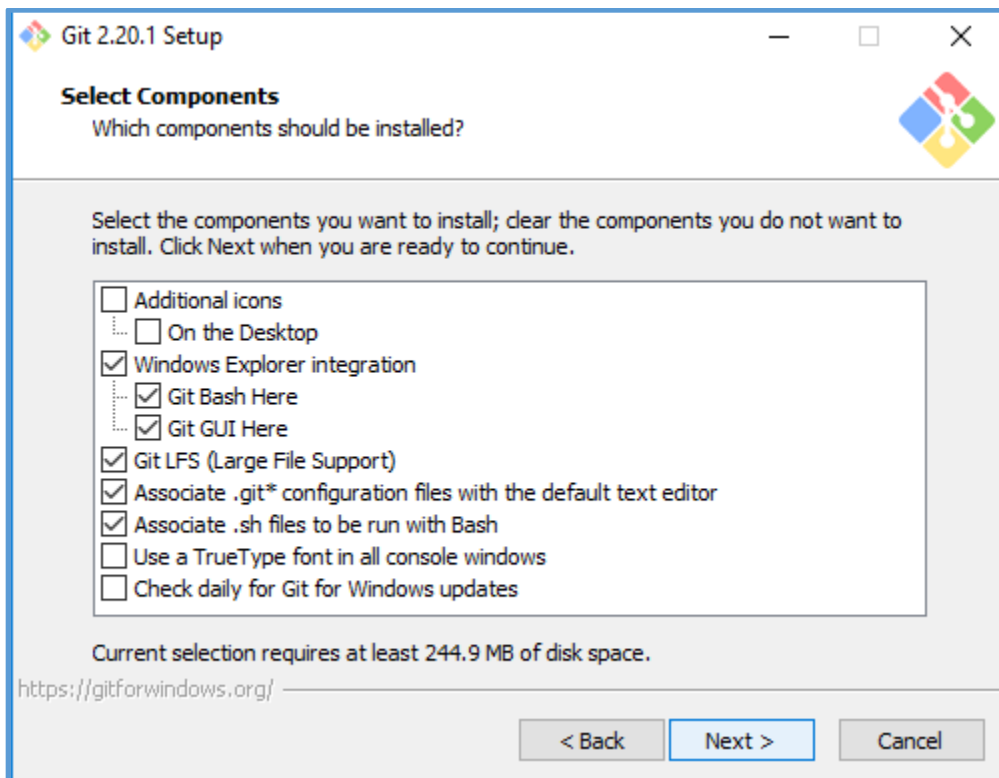 Git 2.20.1 Setup
Select Components
Which components should be installed?
Select the components you want to install; clear the components you do not want to
install. Click Next when you are ready to continue.
Additional icons
On the Desktop
Windows Explorer integration
Git Bash Here
Git GUI Here
Git LFS (Large File Support)
Associate .git* configuration files with the default text editor
Associate .sh files to be run with Bash
Use a TrueType font in all console windows
Check daily for Git for Windows updates
Current selection requires at least 244.9 MB of disk space.
https://gitforwindows.org/
< Back Next > Cancel